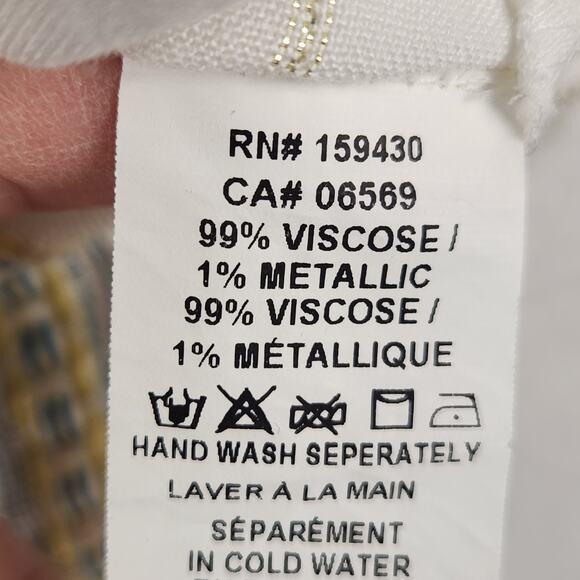 RN# 159430
CA# 06569
99% VISCOSE /
1% METALLIC
99% VISCOSE /
1% MÉTALLIQUE
HAND WASH SEPERATELY
LAVER À LA MAIN
SÉPARÉMENT
IN COLD WATER